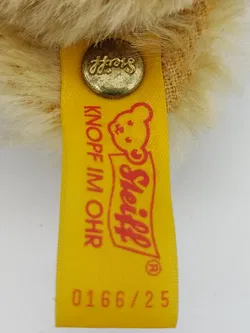 Steiff
Steiff®
KNOPF IM OHR
0166/25